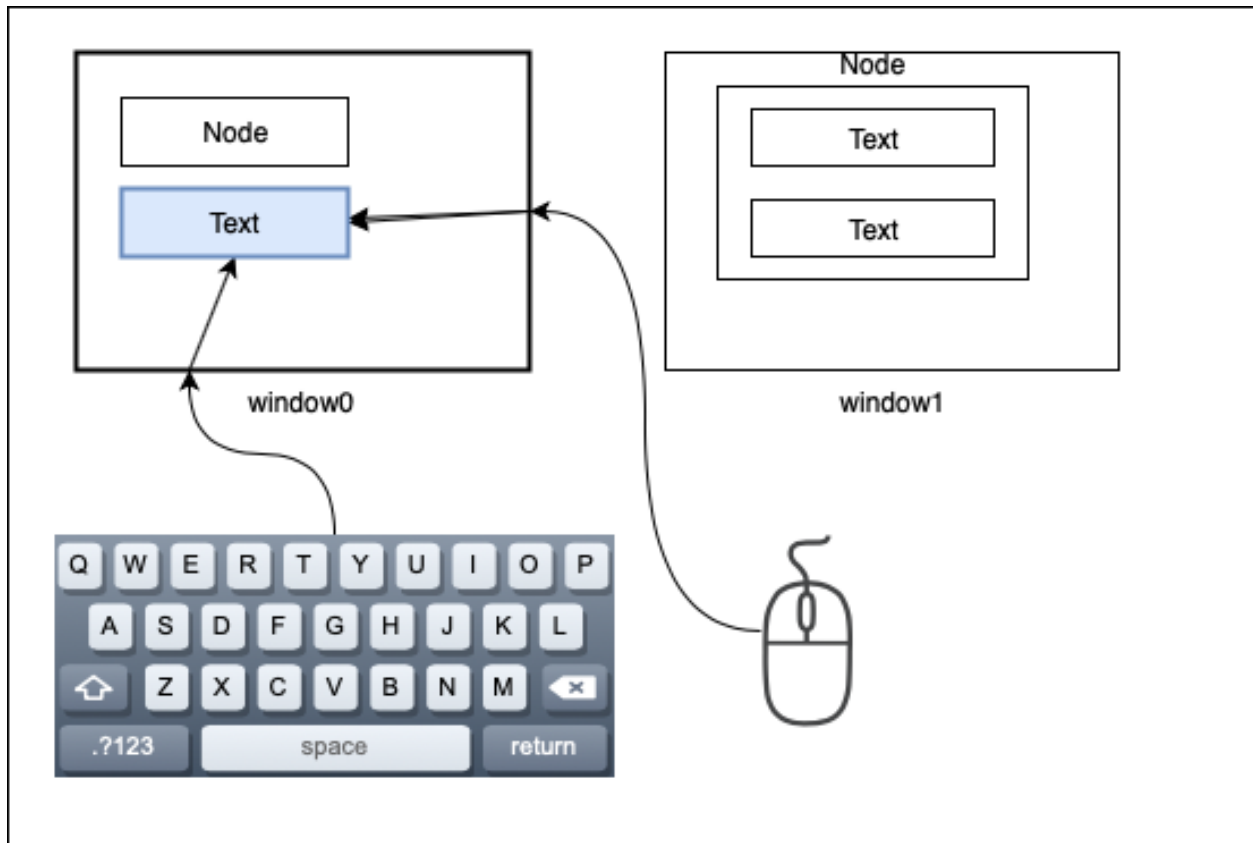 Node
Text
window0
Node
Text
Text
window1
Q W E R T Y U I O P
A S D F G H J K L
Z X C V B N M
.?123 space return